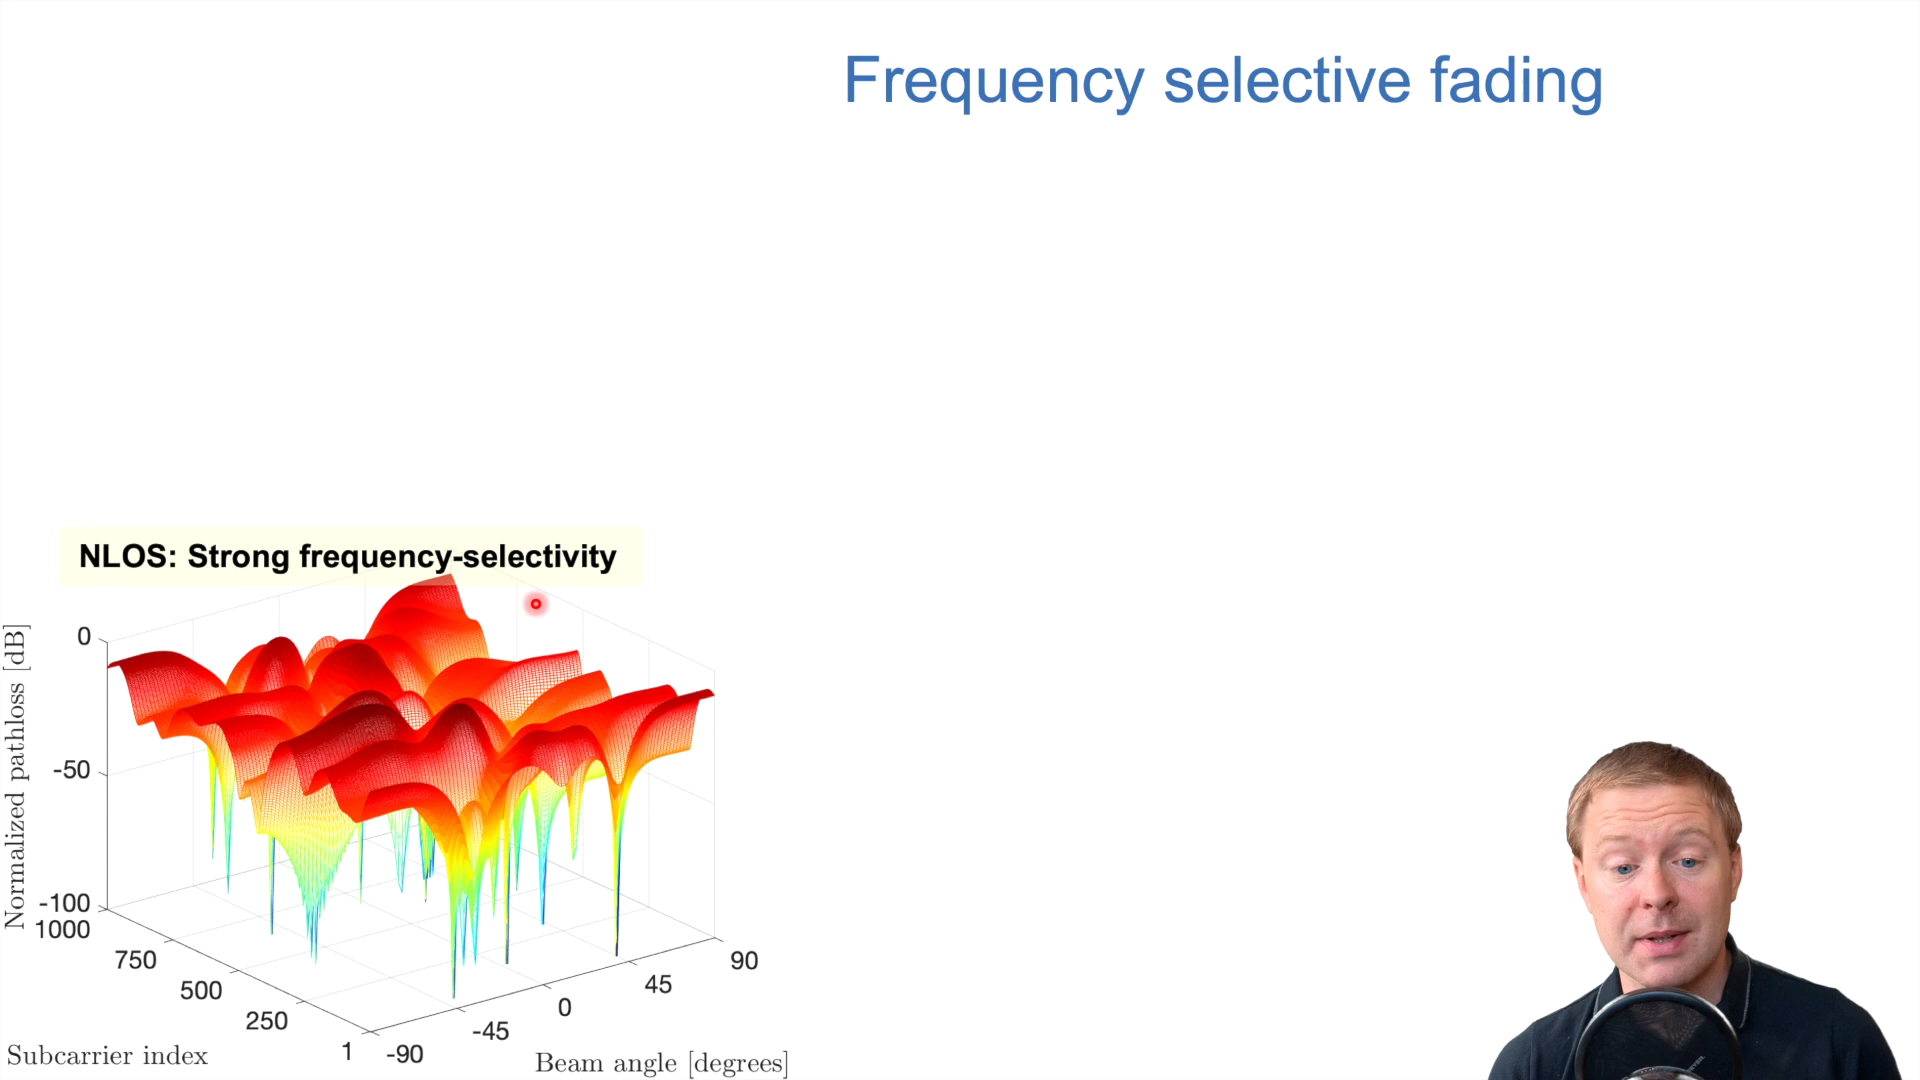 Frequency selective fading
NLOS: Strong frequency-selectivity
Normalized pathloss [dB]
0
-50
-100
1000
750
500
250
1
Subcarrier index
-90
-45
0
45
90
Beam angle [degrees]